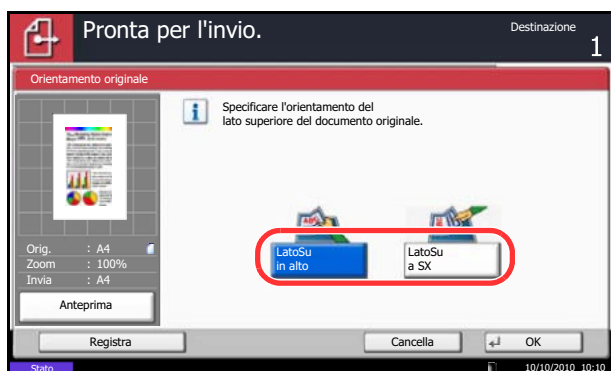 Pronta per l'invio.
Destinazione
1
Orientamento originale
Specificare l'orientamento del
lato superiore del documento originale.
Orig. : A4
Zoom : 100%
Invia : A4
Anteprima
LatoSu
in alto
LatoSu
a SX
Registra
Cancella
OK
Stato
10/10/2010 10:10